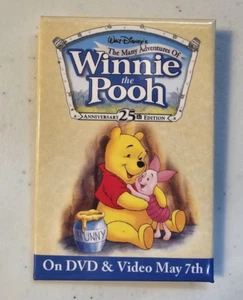 Walt Disney's
The Many Adventures Of
Winnie
the
Pooh
ANNIVERSARY 25th EDITION
HUNNY
On DVD & Video May 7th